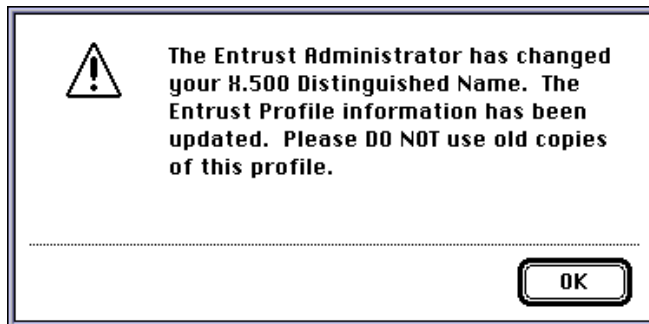 The Entrust Administrator has changed
your X.500 Distinguished Name.  The
Entrust Profile information has been
updated.  Please DO NOT use old copies
of this profile.
OK